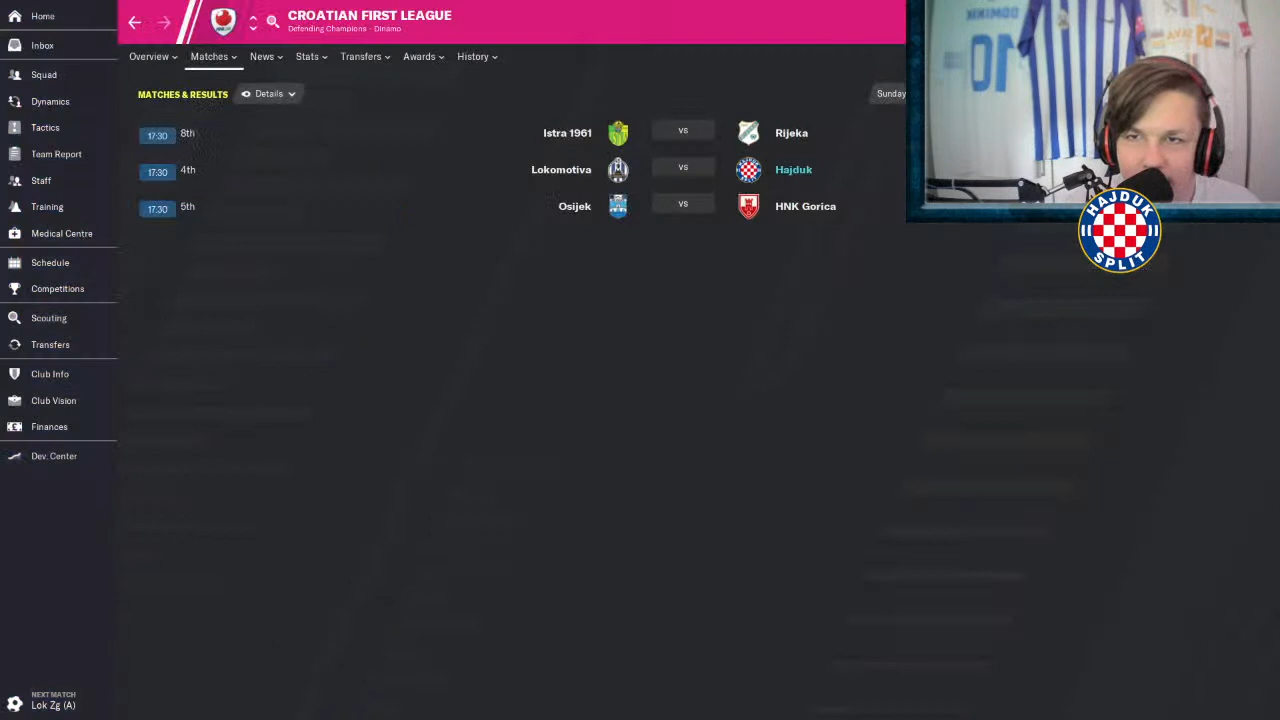 Home
Inbox
Squad
Dynamics
Tactics
Team Report
Staff
Training
Medical Centre
Schedule
Competitions
Scouting
Transfers
Club Info
Club Vision
Finances
Dev. Center
NEXT MATCH
Lok Zg (A)
CROATIAN FIRST LEAGUE
Defending Champions - Dinamo
Overview Matches News Stats Transfers Awards History
MATCHES & RESULTS Details Sunday
17:30 8th Istra 1961 vs Rijeka
17:30 4th Lokomotiva vs Hajduk
17:30 5th Osijek vs HNK Gorica
DOMINIK
10
HAJDUK
SPLIT